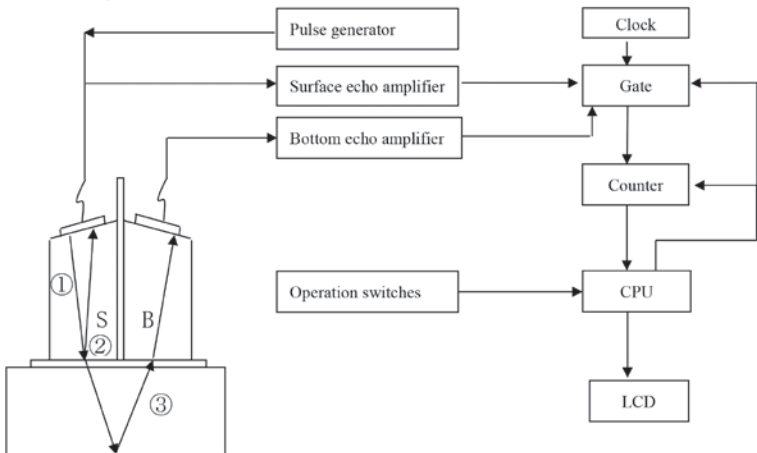 Pulse generator
Clock
Surface echo amplifier
Gate
Bottom echo amplifier
Counter
①
S
B
②
Operation switches
CPU
③
LCD